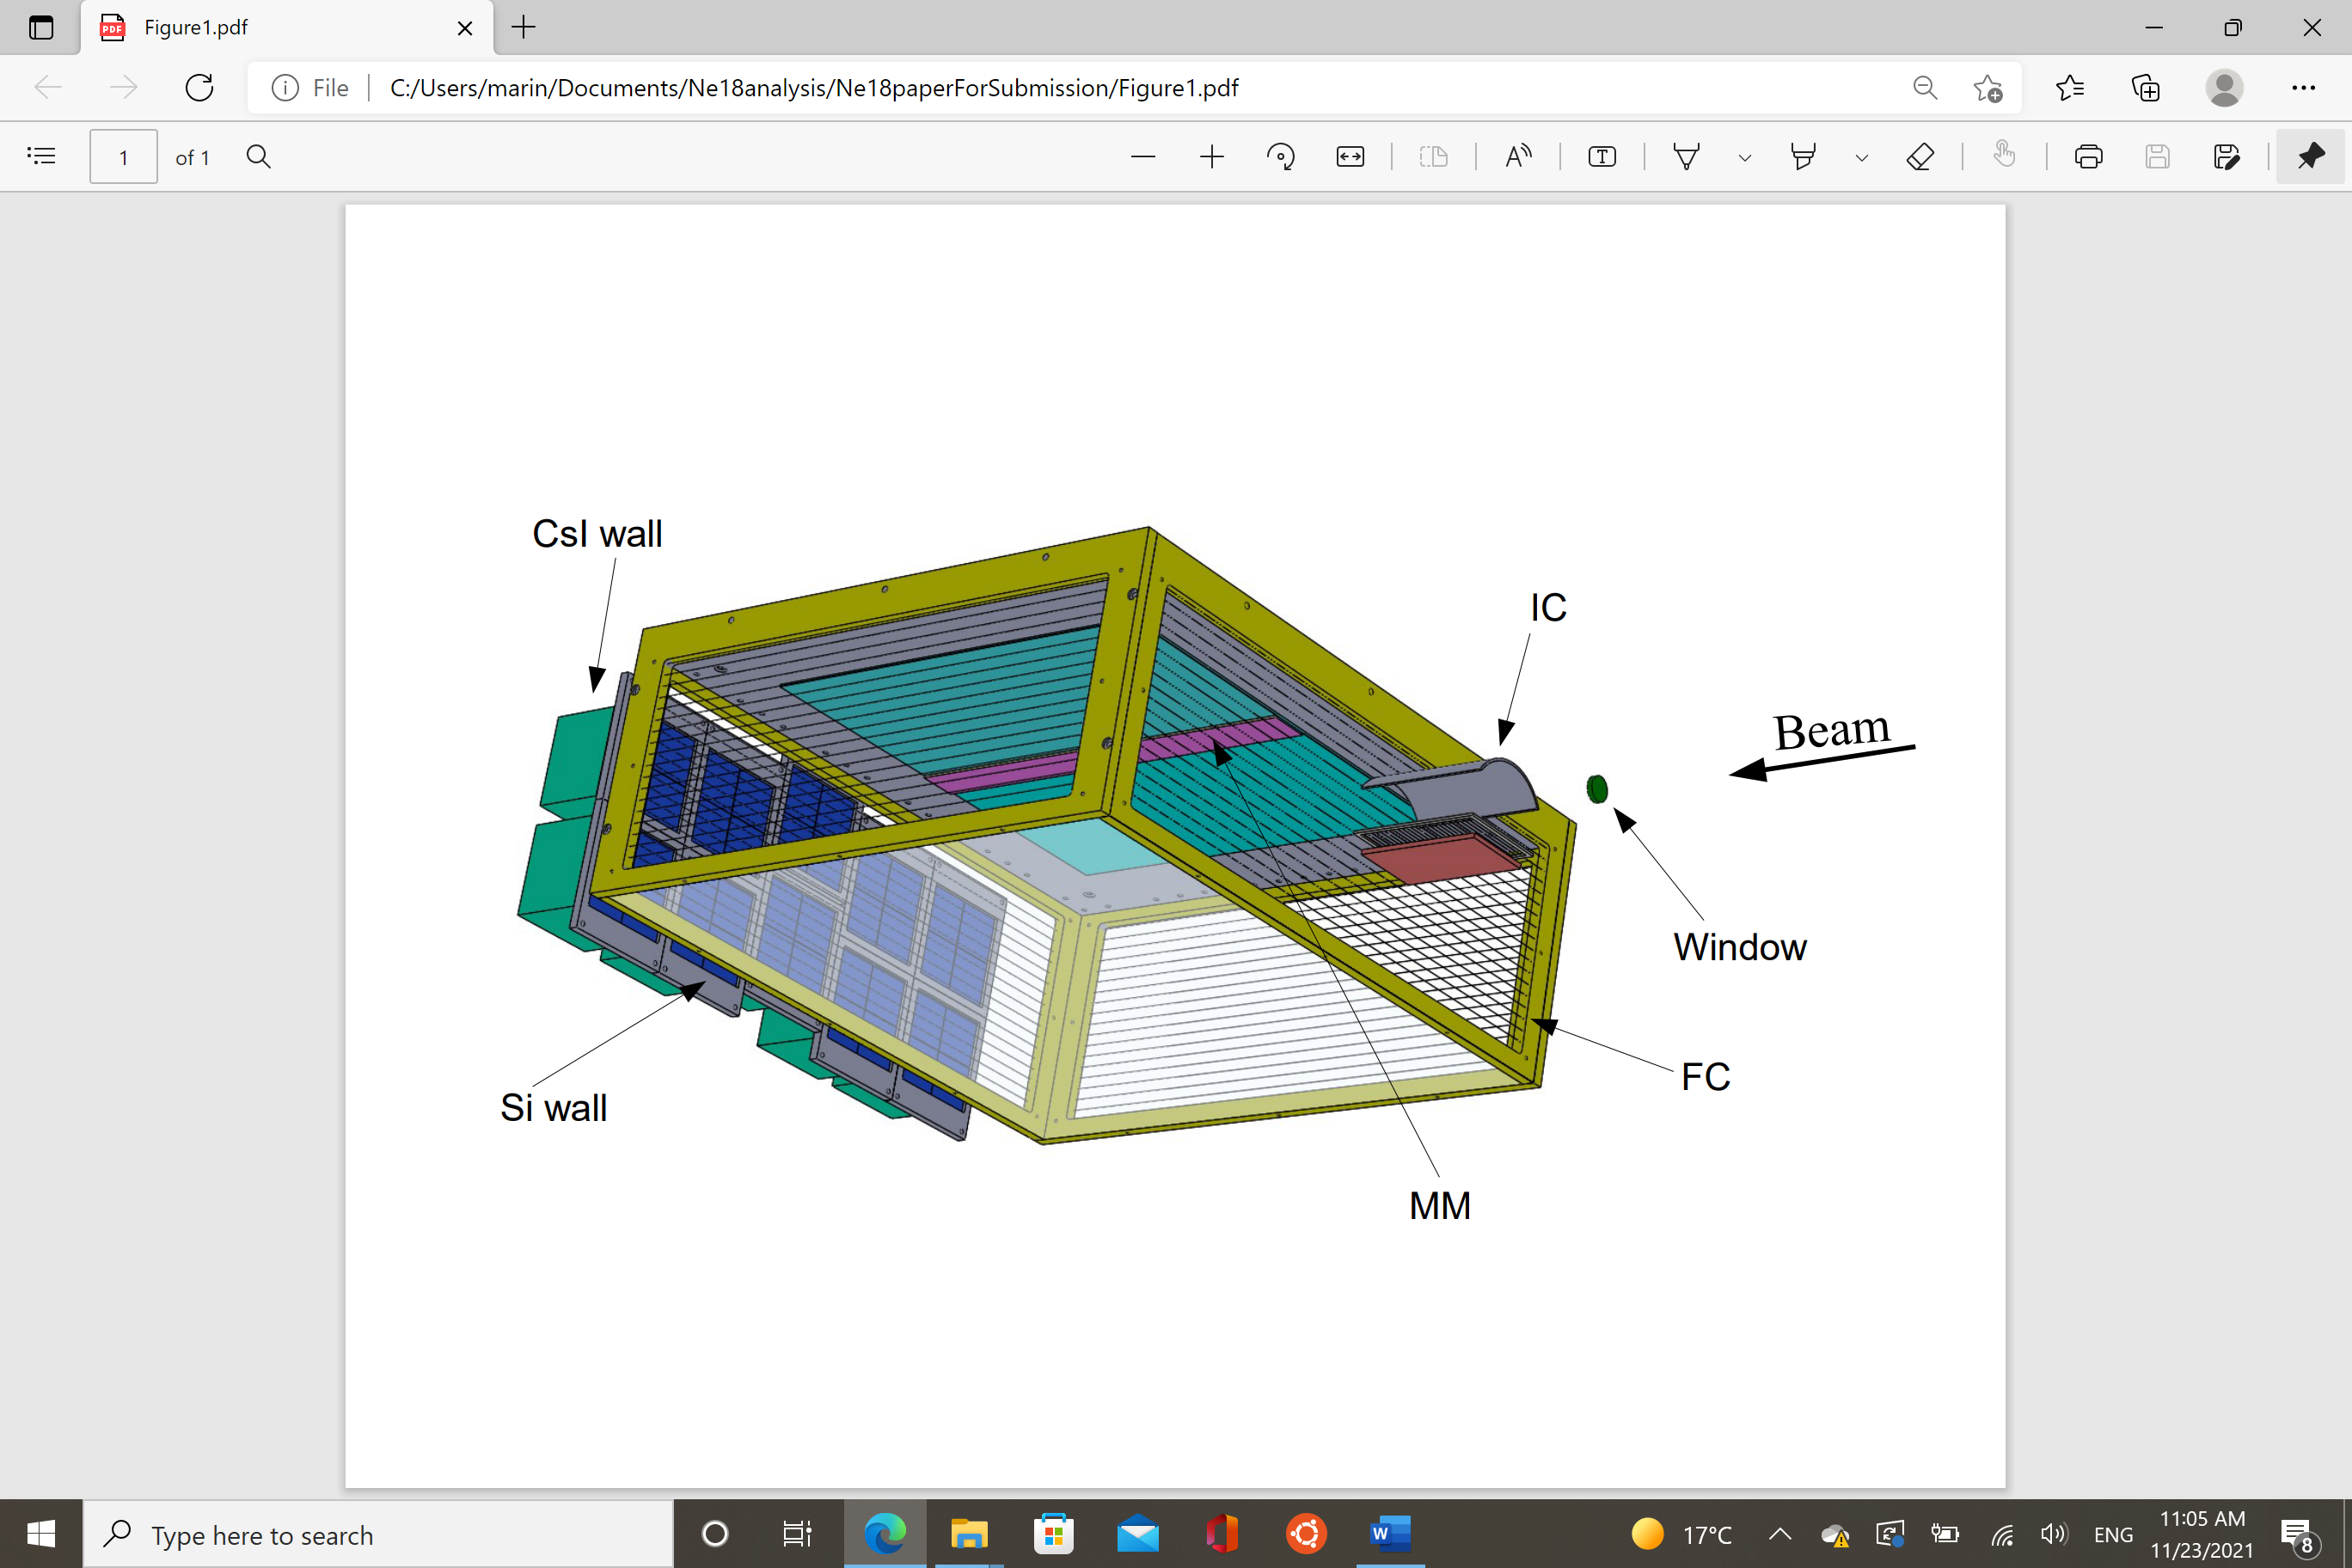 Figure1.pdf
File
C:/Users/marin/Documents/Ne18analysis/Ne18paperForSubmission/Figure1.pdf
1 of 1
CsI wall
IC
Beam
Window
FC
Si wall
MM
Type here to search
17°C
ENG
11:05 AM
11/23/2021
8